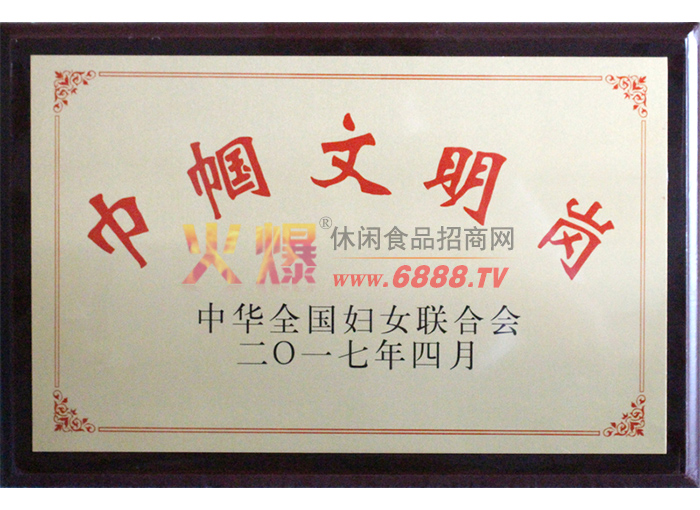 巾帼文明岗
火爆®休闲食品招商网
www.6888.TV
中华全国妇女联合会
二〇一七年四月